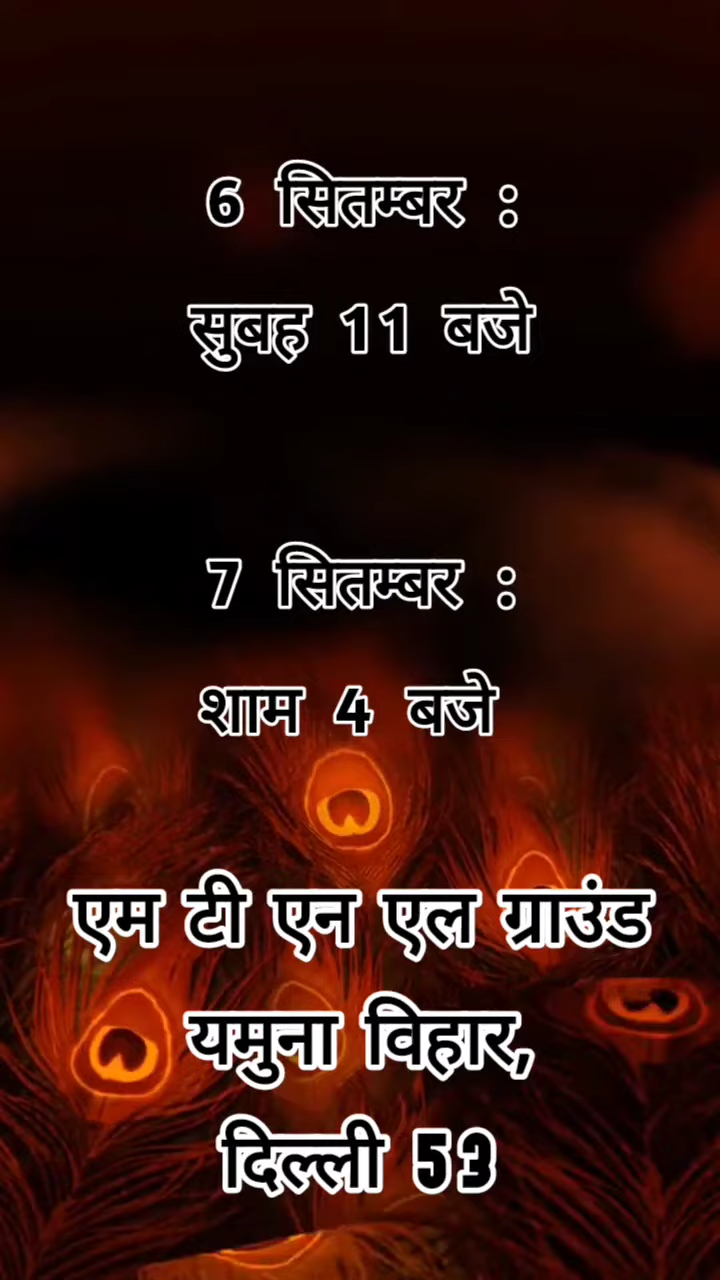 6 सितम्बर :
सुबह 11 बजे
7 सितम्बर :
शाम 4 बजे
एम टी एन एल ग्राउंड
यमुना विहार,
दिल्ली 53